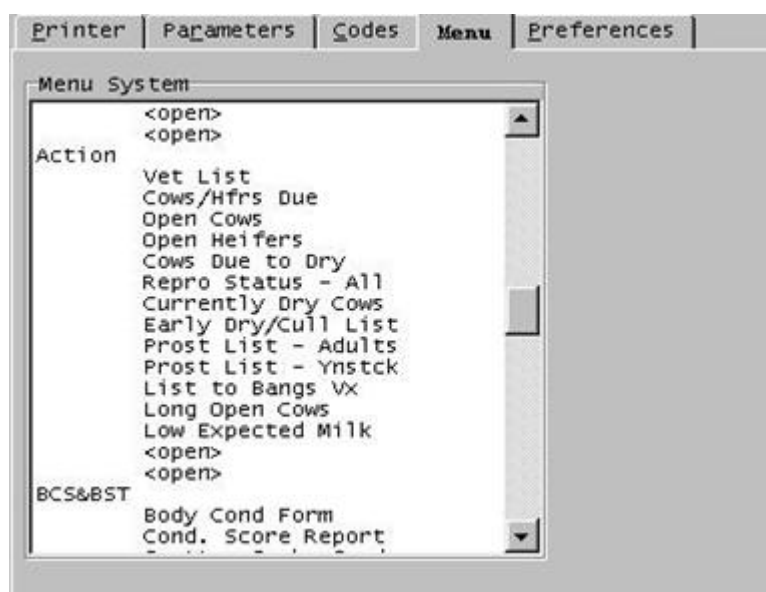 Printer Parameters Codes Menu Preferences
Menu System
<open>
<open>
Action
Vet List
Cows/Hfrs Due
Open Cows
Open Heifers
Cows Due to Dry
Repro Status - All
Currently Dry Cows
Early Dry/Cull List
Prost List - Adults
Prost List - Ynstck
List to Bangs Vx
Long Open Cows
Low Expected Milk
<open>
<open>
BCS&BST
Body Cond Form
Cond. Score Report